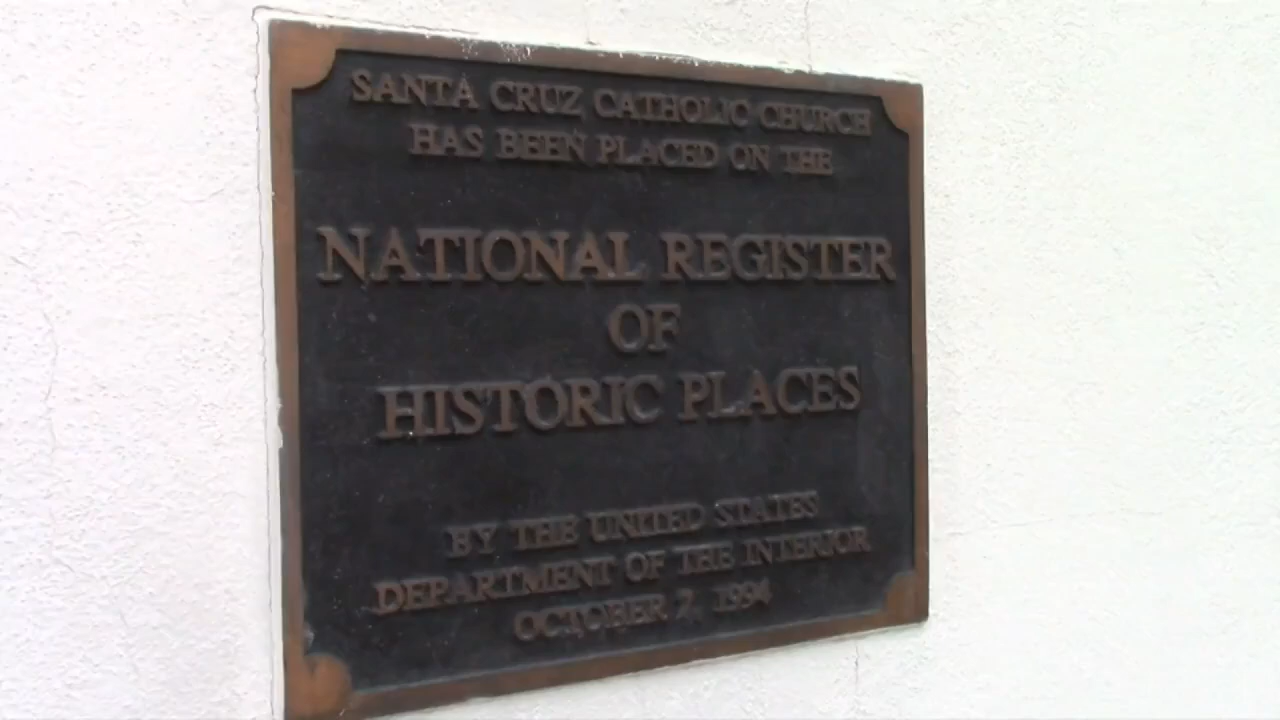 SANTA CRUZ CATHOLIC CHURCH
HAS BEEN PLACED ON THE
NATIONAL REGISTER
OF
HISTORIC PLACES
BY THE UNITED STATES
DEPARTMENT OF THE INTERIOR
OCTOBER 7, 1994